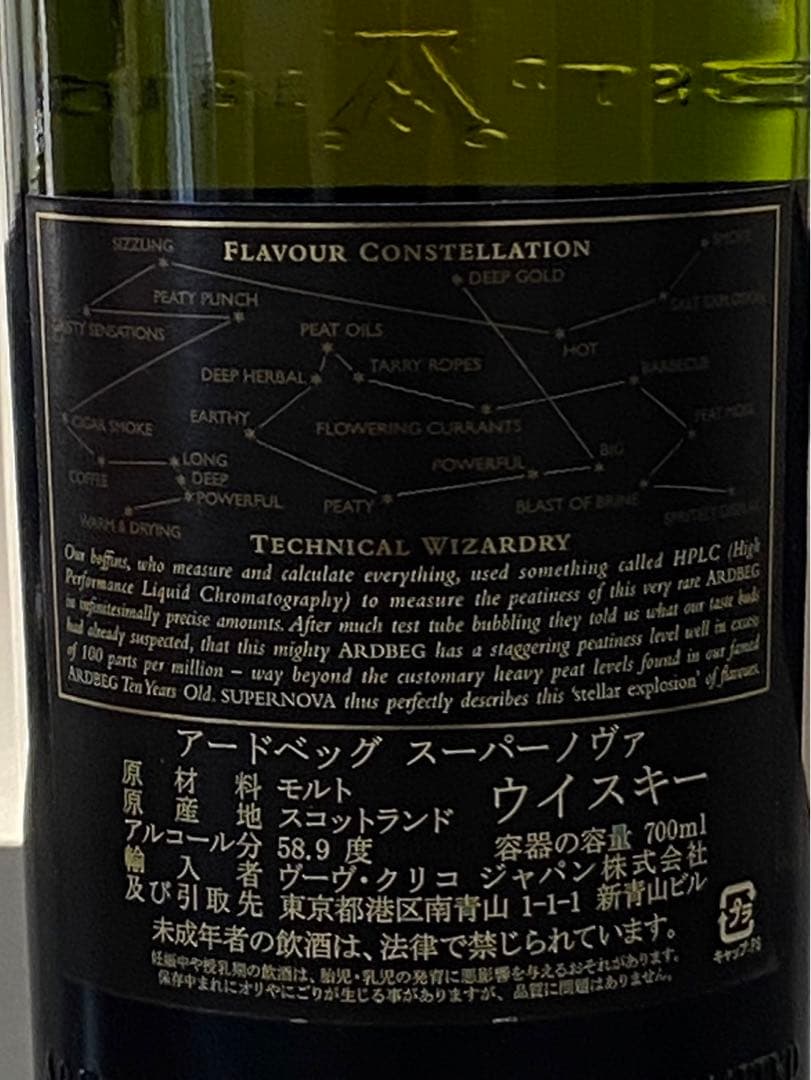 FLAVOUR CONSTELLATION
SIZZLING
SMOKE
DEEP GOLD
PEATY PUNCH
SALT EXPLOSION
SENSATIONS
PEAT OILS
HOT
DEEP HERBAL
TARRY ROPES
BARBECUE
EARTHY
FLOWERING CURRANTS
PEAT MOSS
CIGAR SMOKE
BIG
LONG
POWERFUL
COFFEE
DEEP
POWERFUL
PEATY
BLAST OF BRINE
WARM & DRYING
TECHNICAL WIZARDRY
Our boffins, who measure and calculate everything, used something called HPLC (High
Performance Liquid Chromatography) to measure the peatiness of this very rare ARDBEG
in infinitesimally precise amounts. After much test tube bubbling they told us what our taste buds
had already suspected, that this mighty ARDBEG has a staggering peatiness level well in excess
of 100 parts per million – way beyond the customary heavy peat levels found in our famed
ARDBEG Ten Years Old. SUPERNOVA thus perfectly describes this 'stellar explosion' of flavours.
アードベッグ スーパーノヴァ
原材料 モルト ウイスキー
原産地 スコットランド
アルコール分 58.9 度 容器の容量 700ml
輸入者 ヴーヴ・クリコ ジャパン株式会社
及び引取先 東京都港区南青山 1-1-1 新青山ビル
未成年者の飲酒は、法律で禁じられています。
妊娠中や授乳期の飲酒は、胎児・乳児の発育に悪影響を与えるおそれがあります。
保存中まれにオリやにごりが生じる事がありますが、品質に問題はありません。
プラ
キャップ:PS